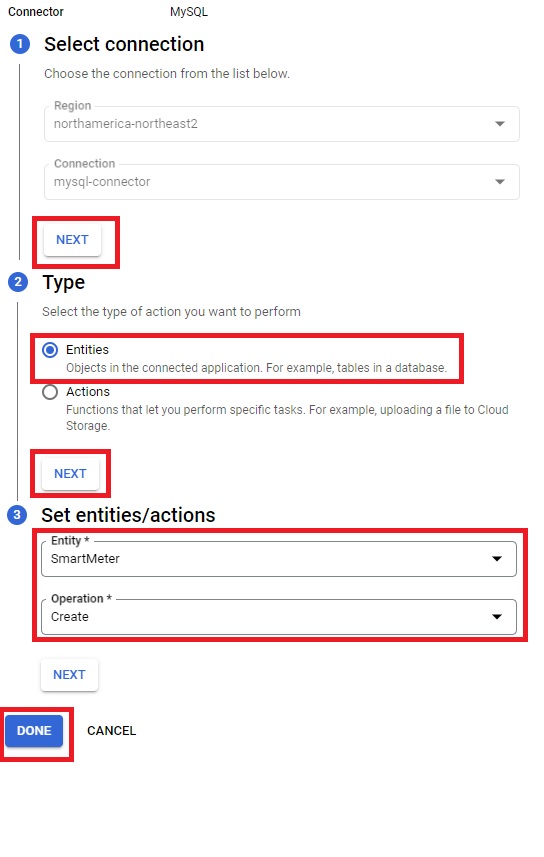 Connector MySQL
1 Select connection
Choose the connection from the list below.
Region
northamerica-northeast2
Connection
mysql-connector
NEXT
2 Type
Select the type of action you want to perform
Entities
Objects in the connected application. For example, tables in a database.
Actions
Functions that let you perform specific tasks. For example, uploading a file to Cloud
Storage.
NEXT
3 Set entities/actions
Entity *
SmartMeter
Operation *
Create
NEXT
DONE CANCEL